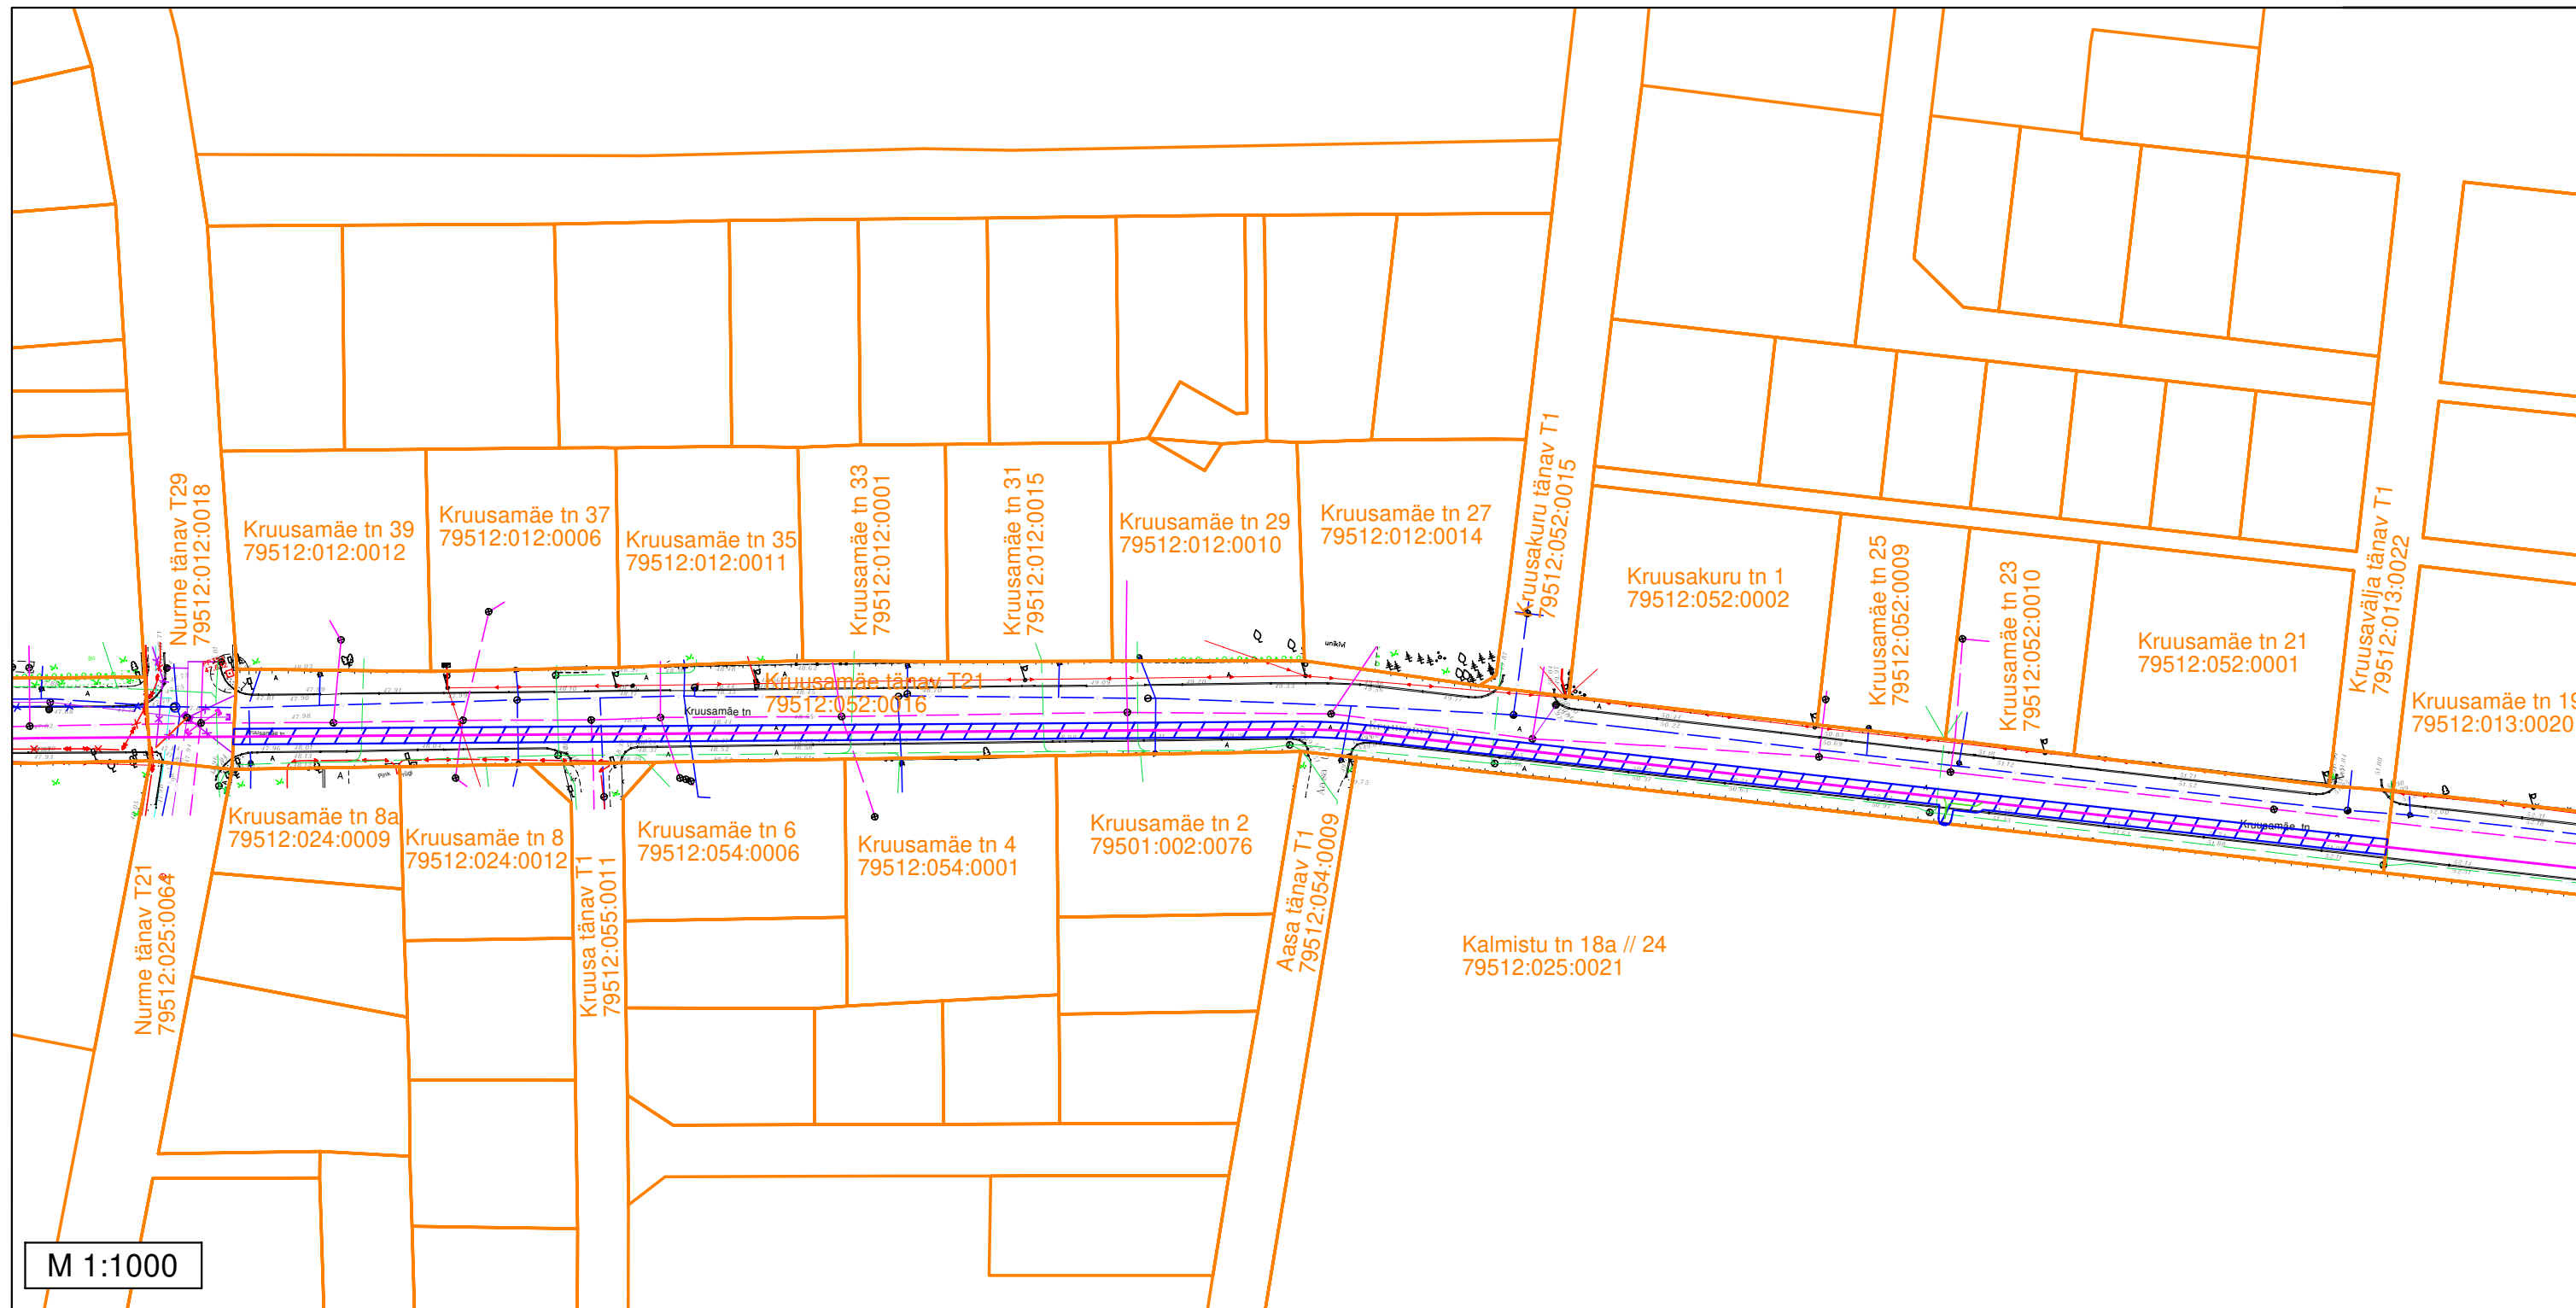 Nurme tänav T29
79512:012:0018
Kruusamäe tn 39
79512:012:0012
Kruusamäe tn 37
79512:012:0006
Kruusamäe tn 35
79512:012:0011
Kruusamäe tn 33
79512:012:0001
Kruusamäe tn 31
79512:012:0015
Kruusamäe tn 29
79512:012:0010
Kruusamäe tn 27
79512:012:0014
Kruusakuru tänav T1
79512:052:0015
Kruusakuru tn 1
79512:052:0002
Kruusamäe tn 25
79512:052:0009
Kruusamäe tn 23
79512:052:0010
Kruusamäe tn 21
79512:052:0001
Kruusavälja tänav T1
79512:013:0022
Kruusamäe tn 19
79512:013:0020
Kruusamäe tänav T21
79512:052:0016
Kruusamäe tn
unikivi
Kruusamäe tn
Kruusamäe tn 8a
79512:024:0009
Kruusamäe tn 8
79512:024:0012
Kruusa tänav T1
79512:055:0011
Kruusamäe tn 6
79512:054:0006
Kruusamäe tn 4
79512:054:0001
Kruusamäe tn 2
79501:002:0076
Aasa tänav T1
79512:054:0009
Nurme tänav T21
79512:025:0064
Kalmistu tn 18a // 24
79512:025:0021
M 1:1000